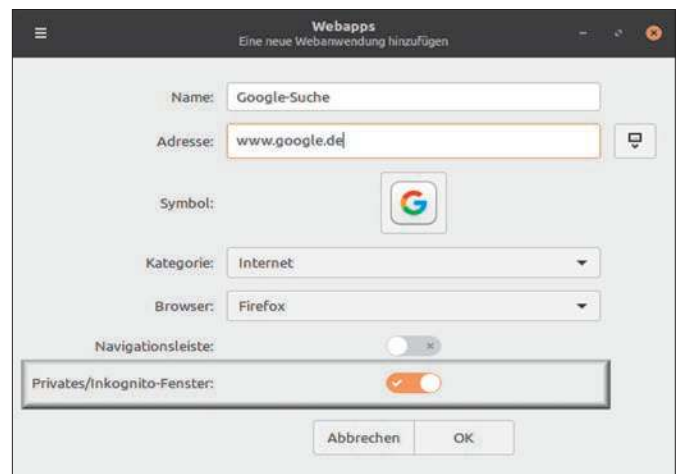 Webapps
Eine neue Webanwendung hinzufügen
Name: Google-Suche
Adresse: www.google.de
Symbol:
Kategorie: Internet
Browser: Firefox
Navigationsleiste:
Privates/Inkognito-Fenster:
Abbrechen OK